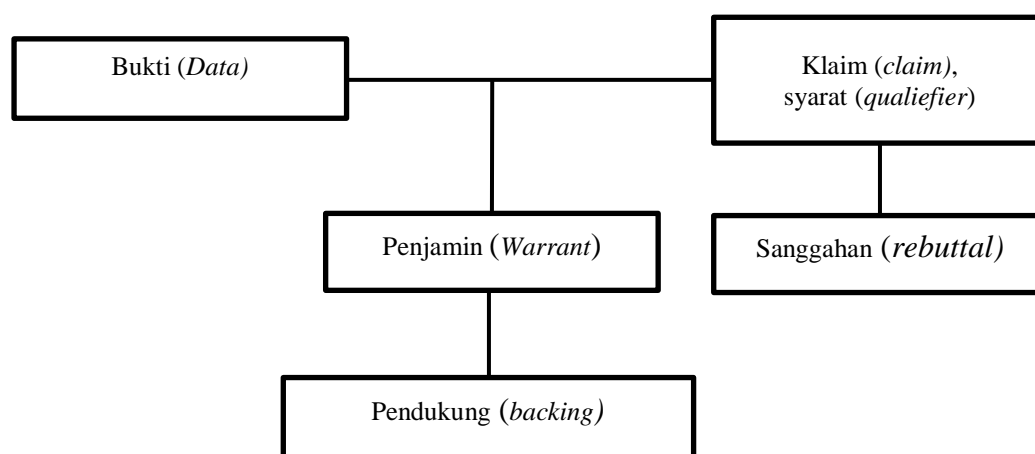 Bukti (Data)
Klaim (claim),
syarat (qualiefier)
Penjamin (Warrant)
Sanggahan (rebuttal)
Pendukung (backing)